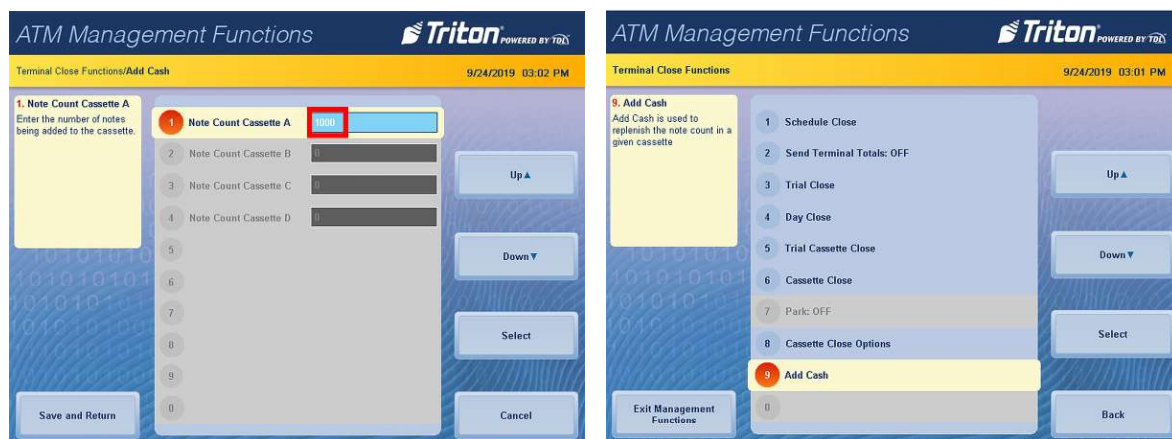 ATM Management Functions
Triton POWERED BY TDL
Terminal Close Functions/Add Cash
9/24/2019 03:02 PM
1. Note Count Cassette A
Enter the number of notes
being added to the cassette.
1 Note Count Cassette A 1000
2 Note Count Cassette B 0
3 Note Count Cassette C 0
4 Note Count Cassette D 0
5
6
7
8
9
0
Up▲
Down▼
Select
Save and Return
Cancel
ATM Management Functions
Triton POWERED BY TDL
Terminal Close Functions
9/24/2019 03:01 PM
9. Add Cash
Add Cash is used to
replenish the note count in a
given cassette
1 Schedule Close
2 Send Terminal Totals: OFF
3 Trial Close
4 Day Close
5 Trial Cassette Close
6 Cassette Close
7 Park: OFF
8 Cassette Close Options
9 Add Cash
0
Up▲
Down▼
Select
Exit Management
Functions
Back